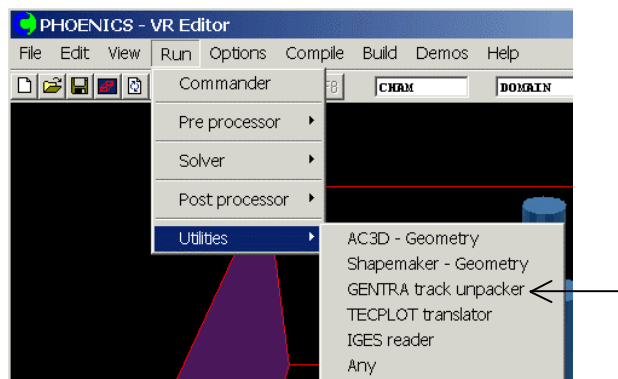 PHOENICS - VR Editor
File Edit View Run Options Compile Build Demos Help
F8 CHAM DOMAIN
Commander
Pre processor
Solver
Post processor
Utilities
AC3D - Geometry
Shapemaker - Geometry
GENTRA track unpacker
TECPLOT translator
IGES reader
Any